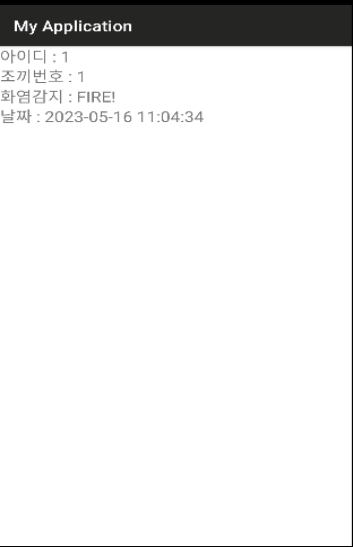 My Application
아이디 : 1
조끼번호 : 1
화염감지 : FIRE!
날짜 : 2023-05-16 11:04:34